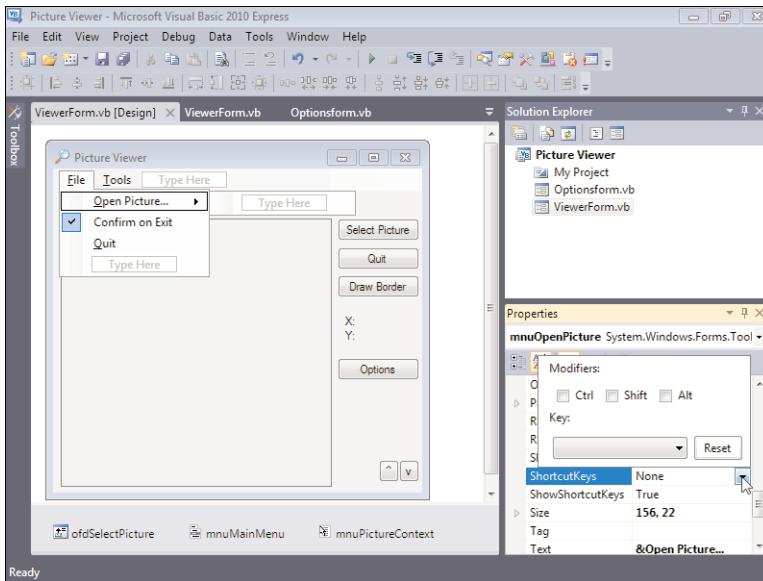 Picture Viewer - Microsoft Visual Basic 2010 Express
File Edit View Project Debug Data Tools Window Help
Toolbox
ViewerForm.vb [Design] ViewerForm.vb Optionsform.vb
Picture Viewer
File Tools Type Here
Open Picture... Type Here
Confirm on Exit
Quit
Type Here
Select Picture
Quit
Draw Border
X:
Y:
Options
ofdSelectPicture mnuMainMenu mnuPictureContext
Solution Explorer
Picture Viewer
My Project
Optionsform.vb
ViewerForm.vb
Properties
mnuOpenPicture System.Windows.Forms.Tool
Modifiers:
Ctrl Shift Alt
Key:
Reset
ShortcutKeys None
ShowShortcutKeys True
Size 156, 22
Tag
Text &Open Picture...
Ready